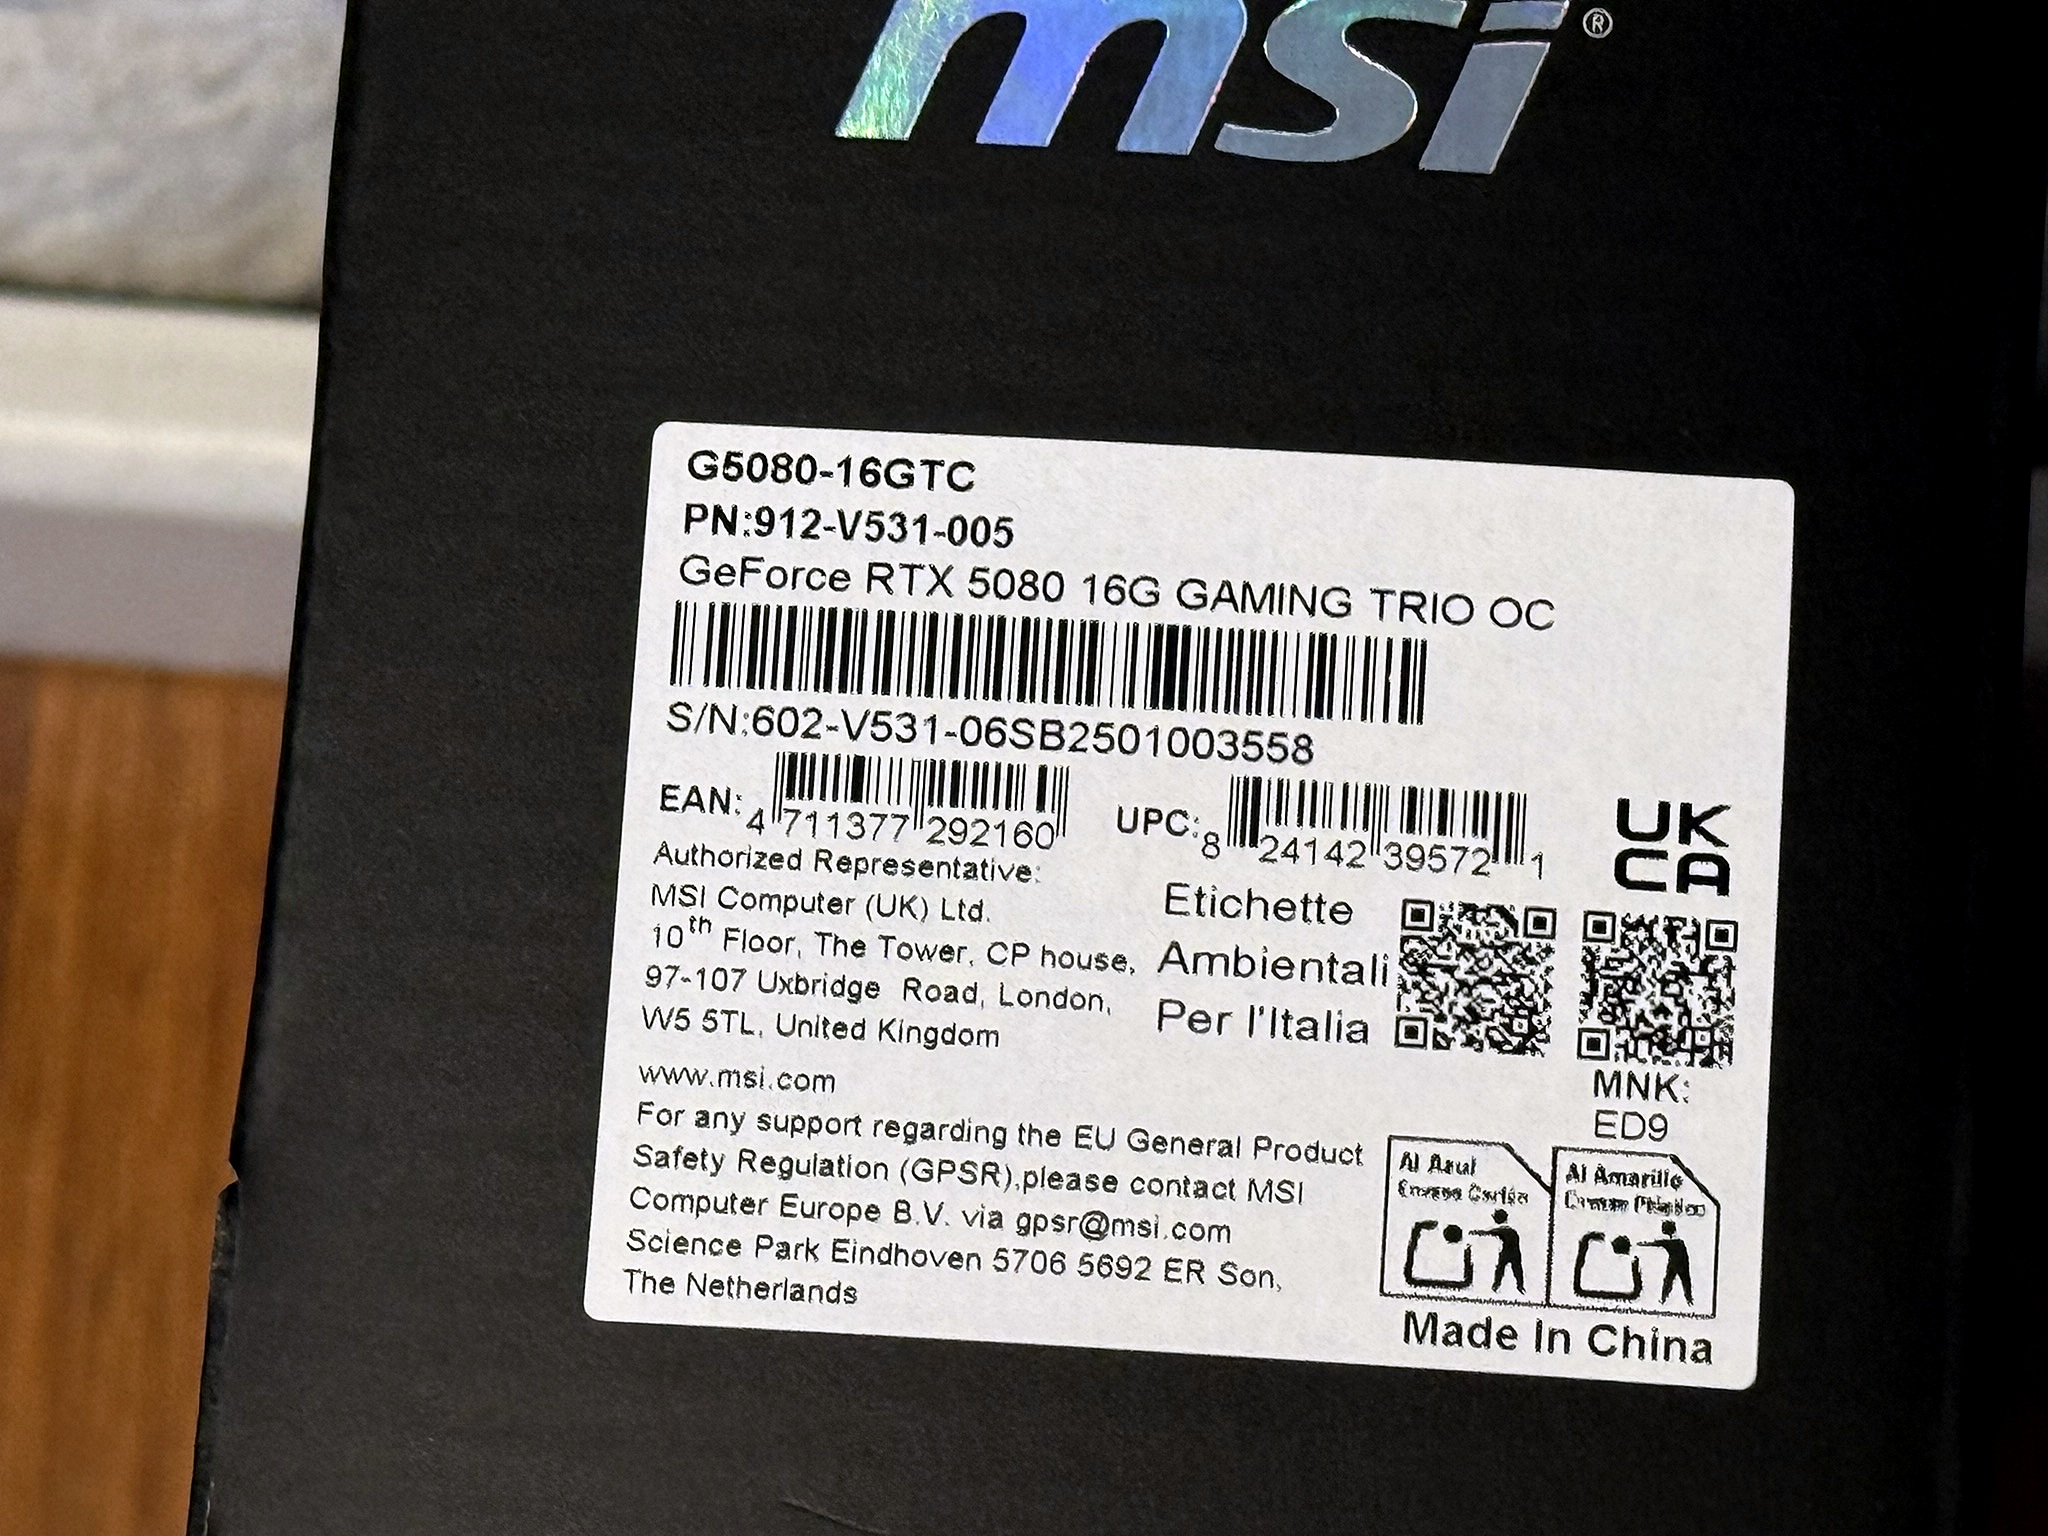 msi®
G5080-16GTC
PN:912-V531-005
GeForce RTX 5080 16G GAMING TRIO OC
S/N:602-V531-06SB2501003558
EAN: 4 711377 292160
UPC: 8 24142 39572 1
UK
CA
Authorized Representative:
MSI Computer (UK) Ltd.
10th Floor, The Tower, CP house,
97-107 Uxbridge Road, London,
W5 5TL, United Kingdom
Etichette
Ambientali
Per l'Italia
MNK:
ED9
www.msi.com
For any support regarding the EU General Product
Safety Regulation (GPSR),please contact MSI
Computer Europe B.V. via gpsr@msi.com
Science Park Eindhoven 5706 5692 ER Son,
The Netherlands
Al Azul
Al Amarillo
Made In China